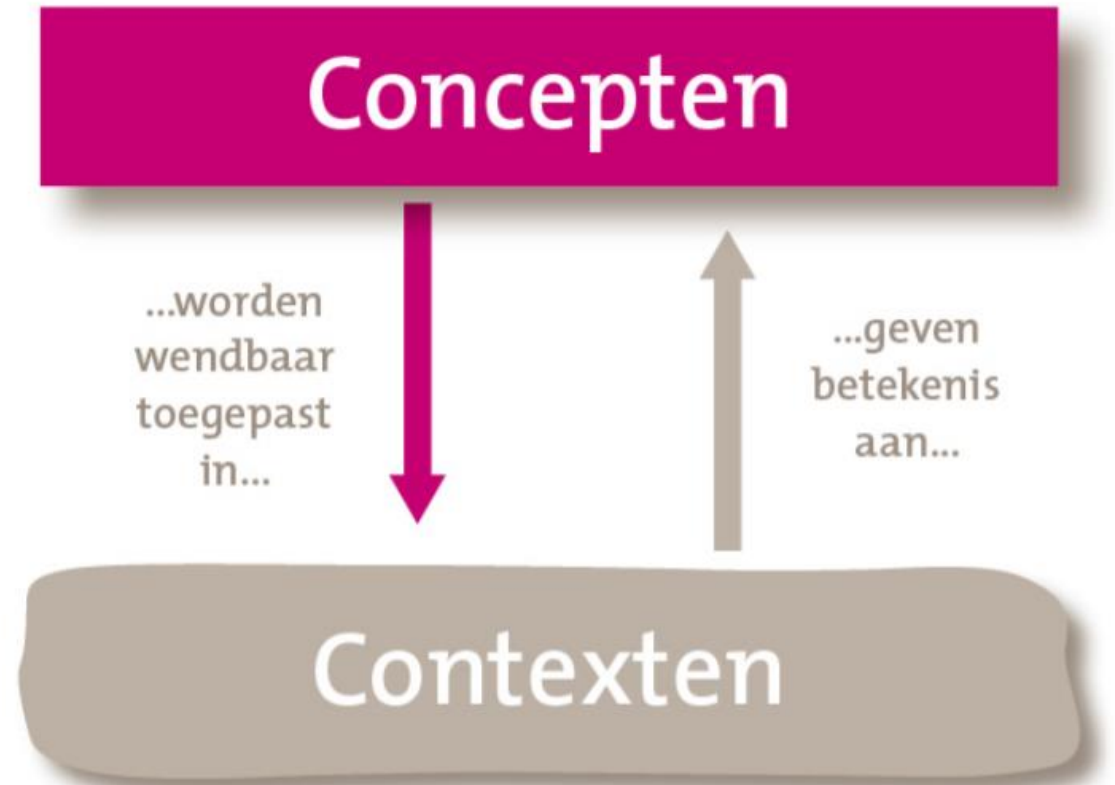 Concepten
...worden
wendbaar
toegepast
in...
...geven
betekenis
aan...
Contexten